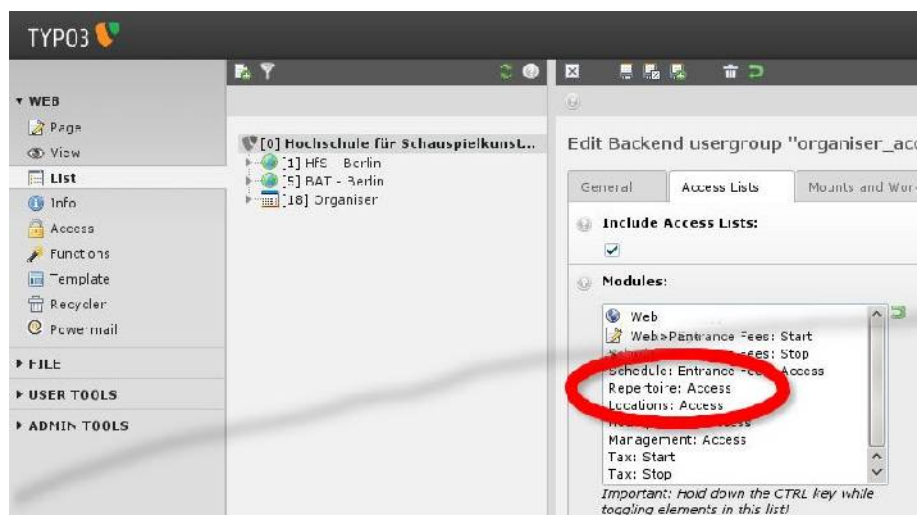 TYPO3
WEB
Page
View
List
Info
Access
Functions
Template
Recycler
Powermail
FILE
USER TOOLS
ADMIN TOOLS
[0] Hochschule für Schauspielkunst...
[1] HfS - Berlin
[5] BAT - Berlin
[18] Organiser
Edit Backend usergroup "organiser_acc
General
Access Lists
Mounts and Wor
Include Access Lists:
Modules:
Web
Web>Pentrance Fees: Start
Fees: Stop
Schedule: Entrance Access
Repertoire: Access
Locations: Access
Management: Access
Tax: Start
Tax: Stop
Important: Hold down the CTRL key while
toggling elements in this list!